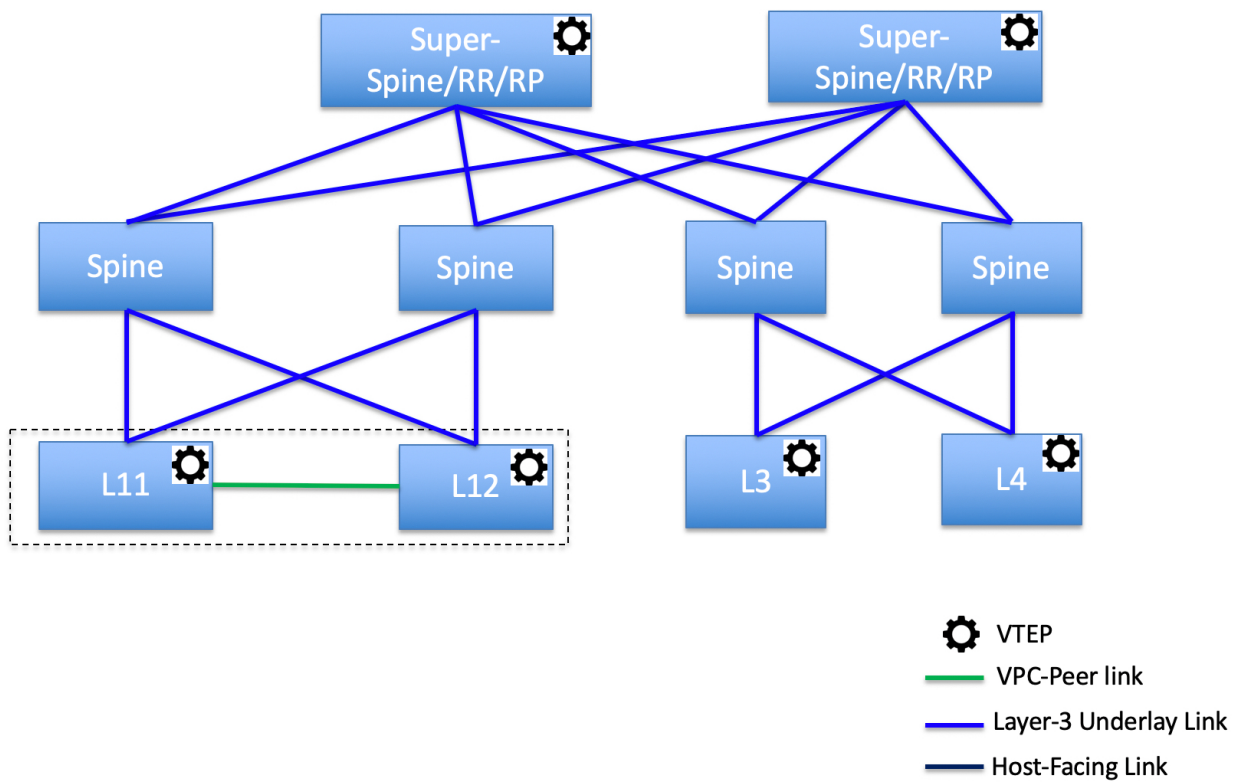 Super-
Spine/RR/RP
Super-
Spine/RR/RP
Spine
Spine
Spine
Spine
L11
L12
L3
L4
VTEP
VPC-Peer link
Layer-3 Underlay Link
Host-Facing Link